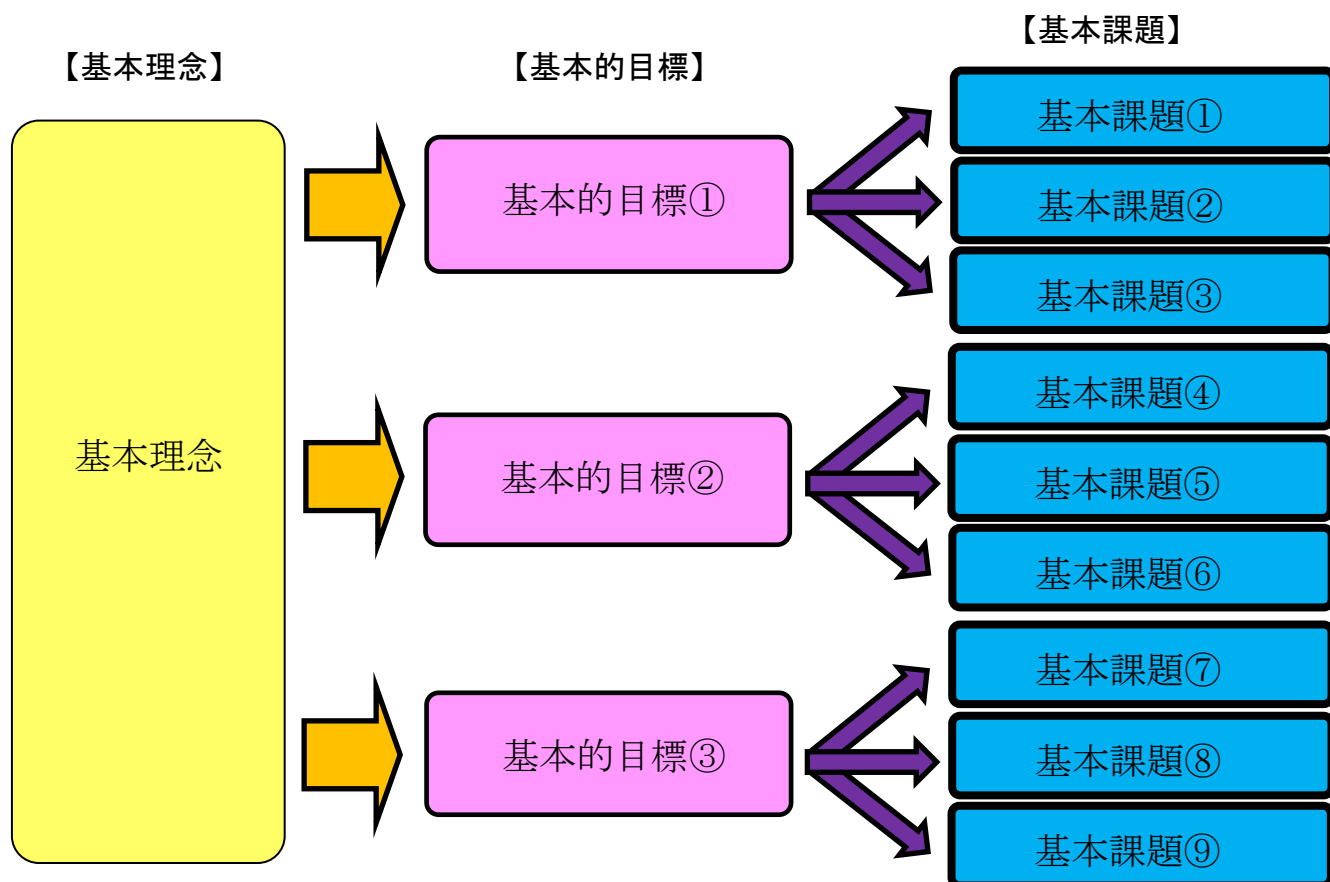 【基本理念】
【基本的目標】
【基本課題】
基本理念
基本的目標①
基本課題①
基本課題②
基本課題③
基本的目標②
基本課題④
基本課題⑤
基本課題⑥
基本的目標③
基本課題⑦
基本課題⑧
基本課題⑨